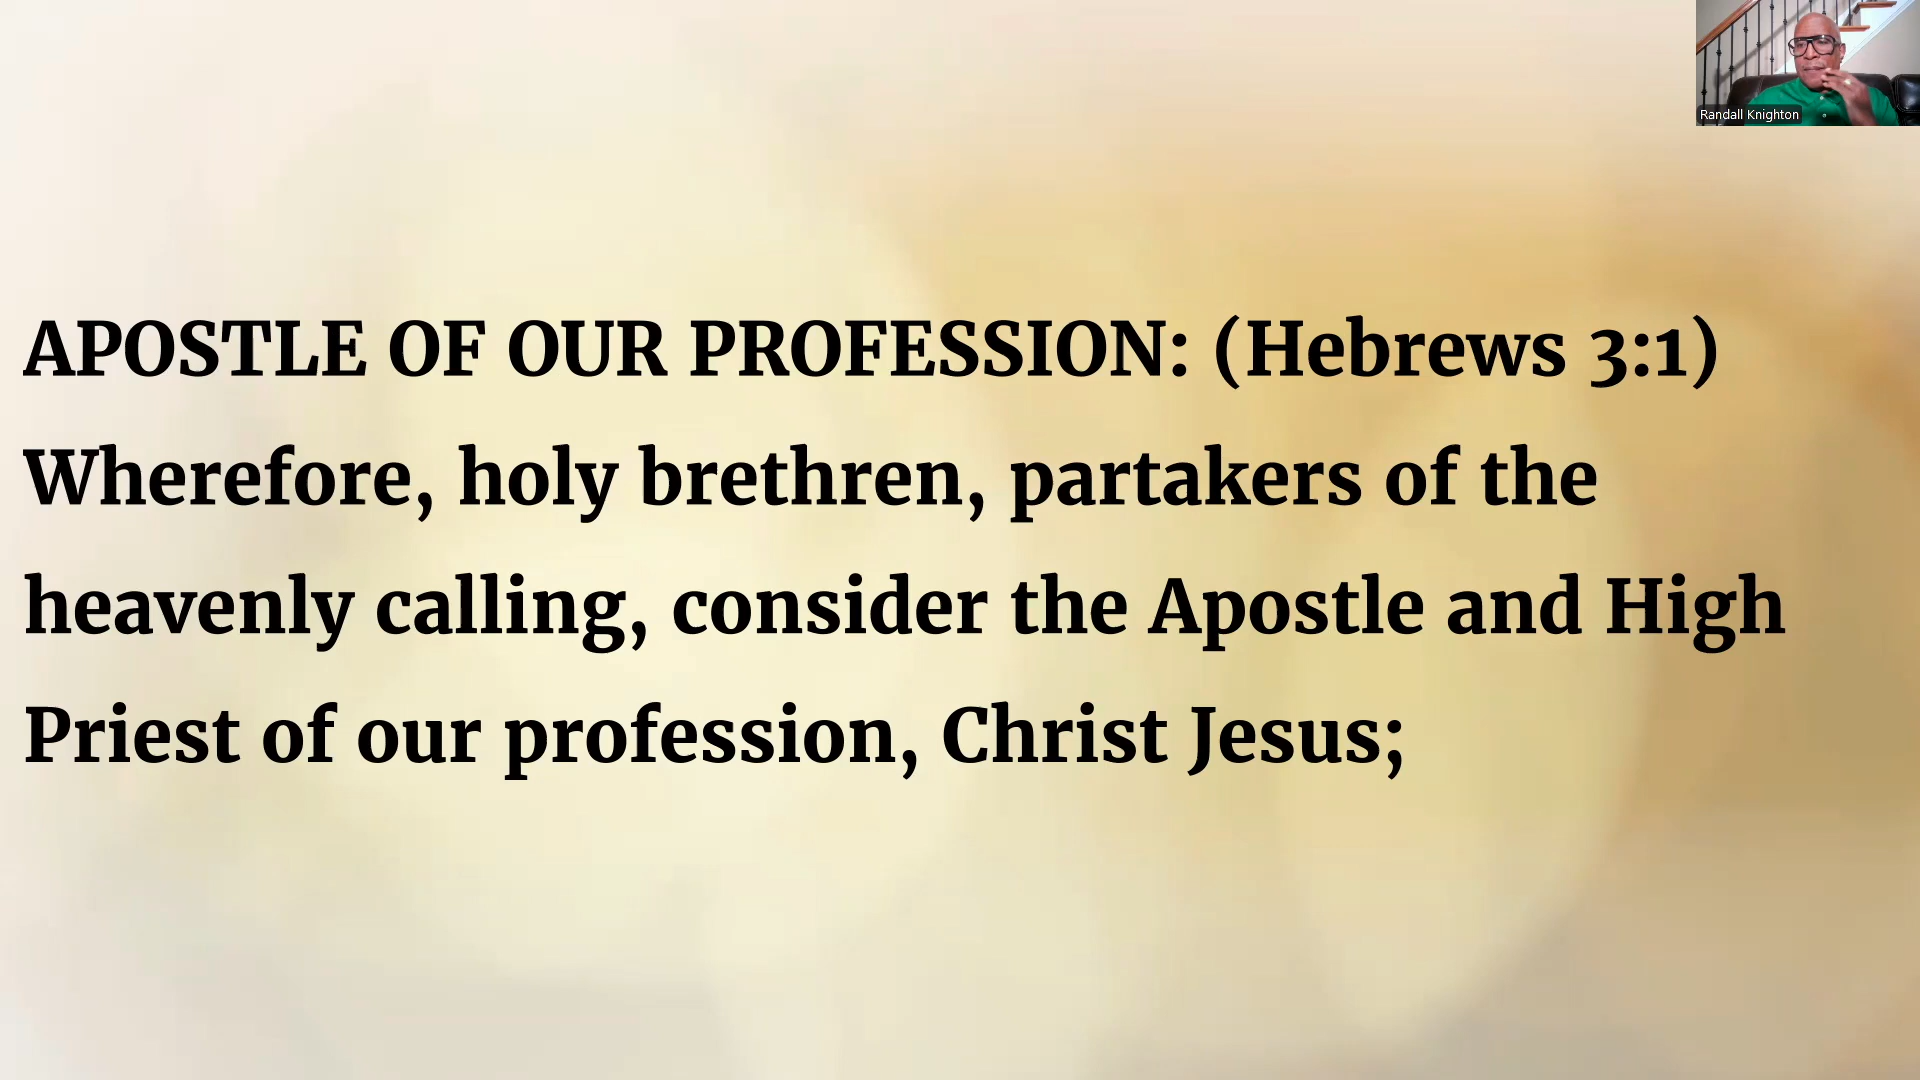 Randall Knighton
APOSTLE OF OUR PROFESSION: (Hebrews 3:1)
Wherefore, holy brethren, partakers of the
heavenly calling, consider the Apostle and High
Priest of our profession, Christ Jesus;